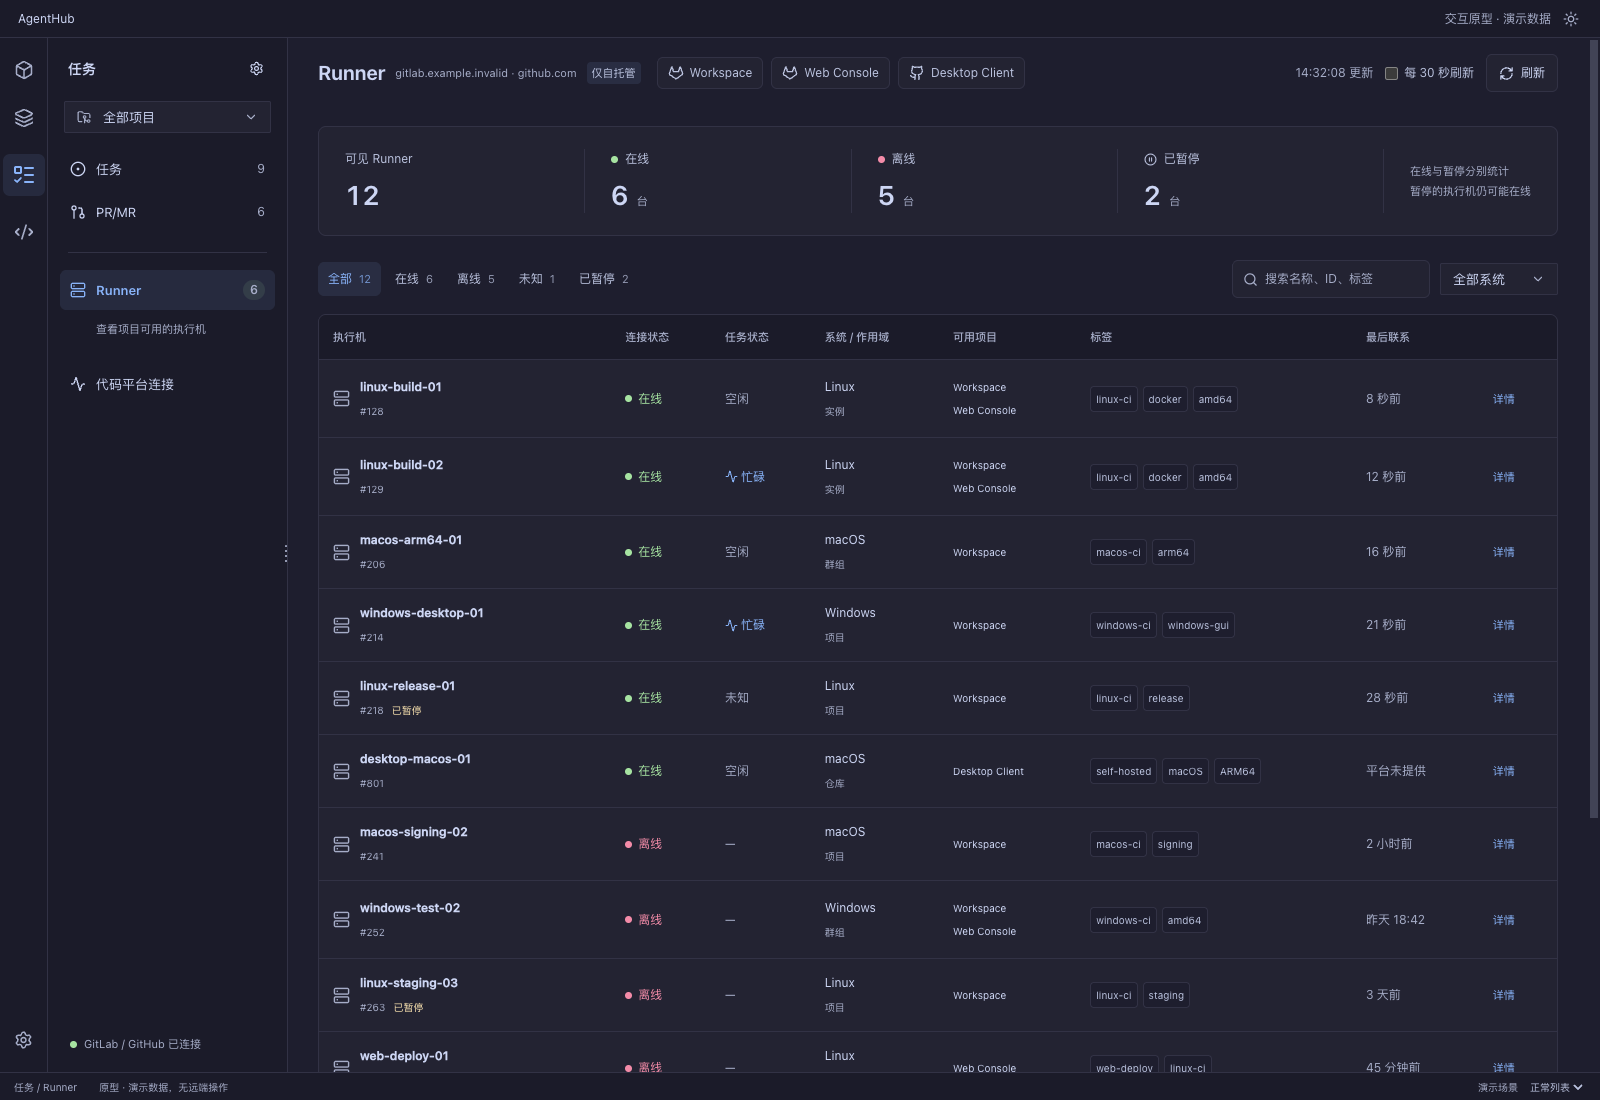 AgentHub
交互原型 · 演示数据
任务
全部项目
任务 9
PR/MR 6
Runner 6
查看项目可用的执行机
代码平台连接
GitLab / GitHub 已连接
Runner gitlab.example.invalid · github.com 仅自托管 Workspace Web Console Desktop Client
14:32:08 更新 每 30 秒刷新 刷新
可见 Runner
12
在线
6 台
离线
5 台
已暂停
2 台
在线与暂停分别统计
暂停的执行机仍可能在线
全部 12 在线 6 离线 5 未知 1 已暂停 2
搜索名称、ID、标签 全部系统
执行机 连接状态 任务状态 系统 / 作用域 可用项目 标签 最后联系
linux-build-01 #128 在线 空闲 Linux 实例 Workspace Web Console linux-ci docker amd64 8 秒前 详情
linux-build-02 #129 在线 忙碌 Linux 实例 Workspace Web Console linux-ci docker amd64 12 秒前 详情
macos-arm64-01 #206 在线 空闲 macOS 群组 Workspace macos-ci arm64 16 秒前 详情
windows-desktop-01 #214 在线 忙碌 Windows 项目 Workspace windows-ci windows-gui 21 秒前 详情
linux-release-01 #218 已暂停 在线 未知 Linux 项目 Workspace linux-ci release 28 秒前 详情
desktop-macos-01 #801 在线 空闲 macOS 仓库 Desktop Client self-hosted macOS ARM64 平台未提供 详情
macos-signing-02 #241 离线 — macOS 项目 Workspace macos-ci signing 2 小时前 详情
windows-test-02 #252 离线 — Windows 群组 Workspace Web Console windows-ci amd64 昨天 18:42 详情
linux-staging-03 #263 已暂停 离线 — Linux 项目 Workspace linux-ci staging 3 天前 详情
web-deploy-01 离线 — Linux Web Console web-deploy linux-ci 45 分钟前 详情
任务 / Runner 原型 · 演示数据，无远端操作
演示场景 正常列表